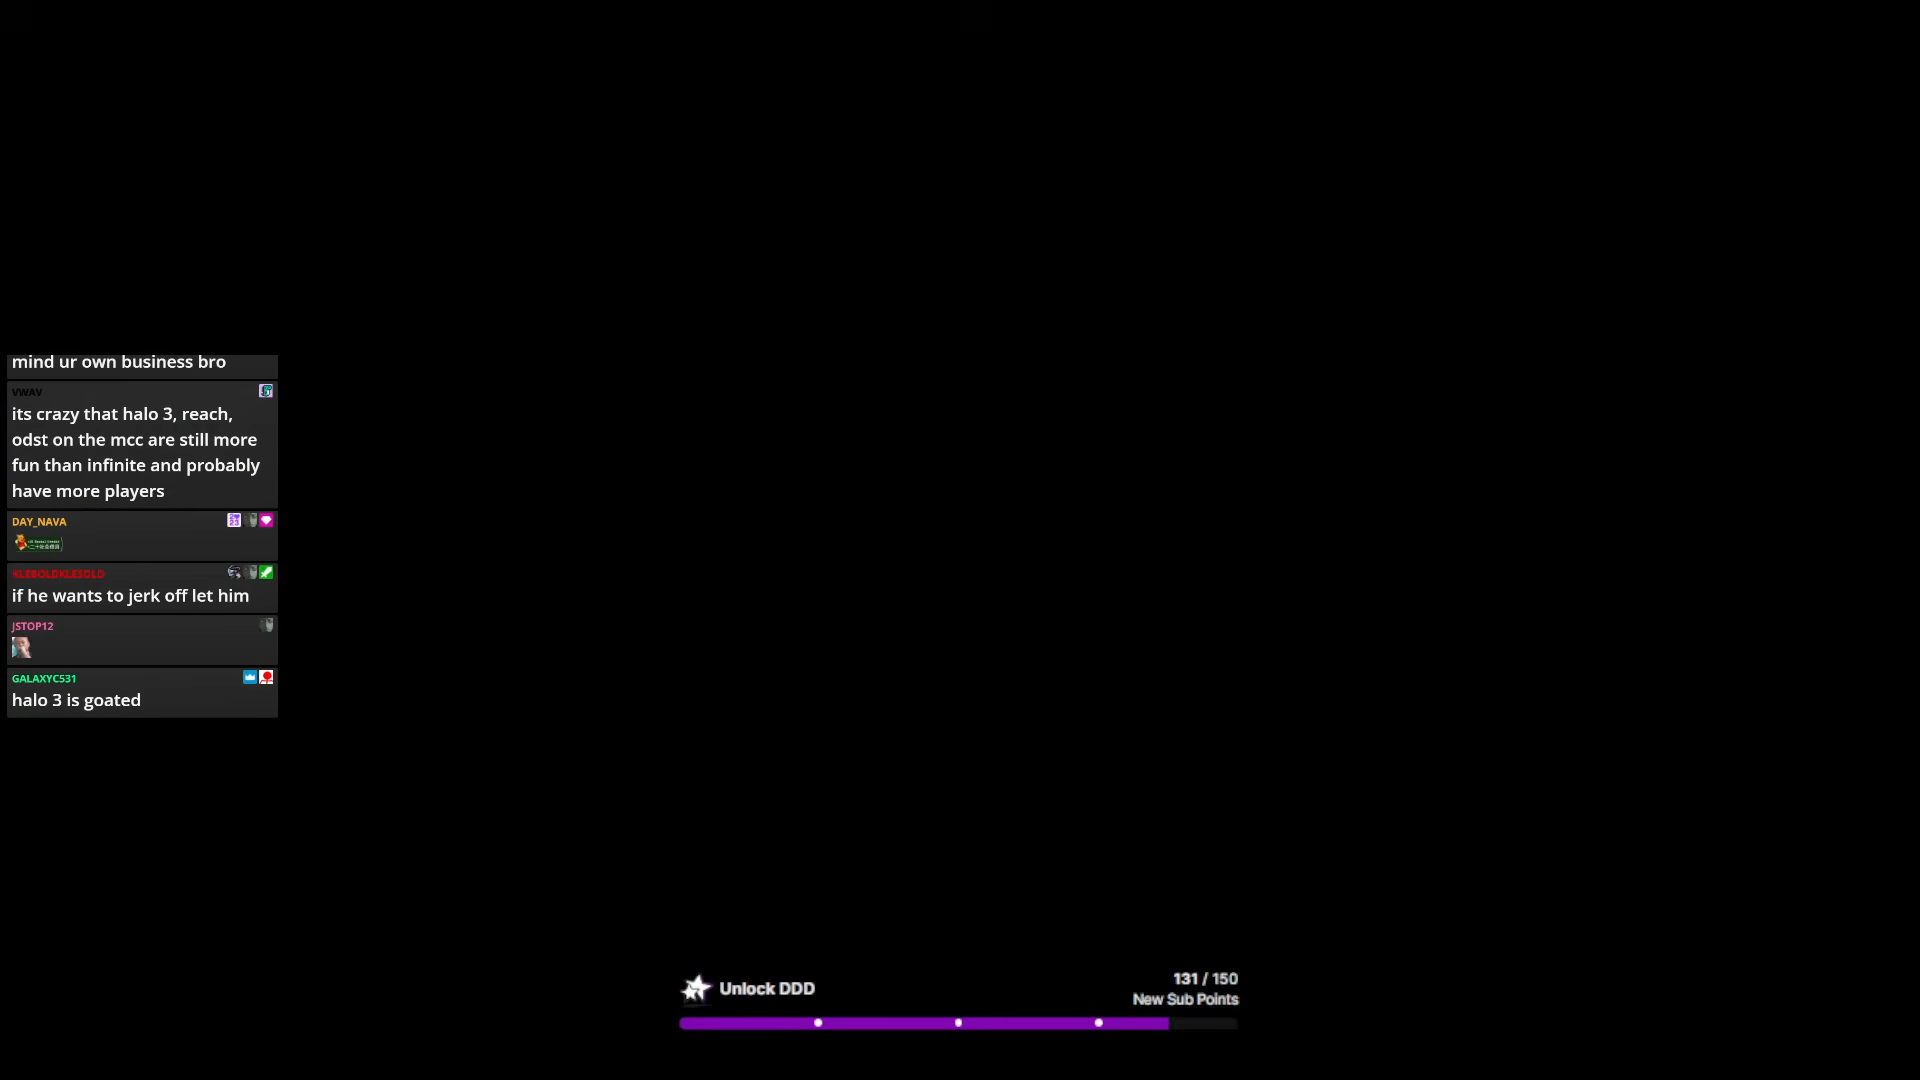 mind ur own business bro
VWAV
its crazy that halo 3, reach,
odst on the mcc are still more
fun than infinite and probably
have more players
DAY_NAVA
KLEBOLDKLESOLD
if he wants to jerk off let him
JSTOP12
GALAXYC531
halo 3 is goated
Unlock DDD
131 / 150
New Sub Points